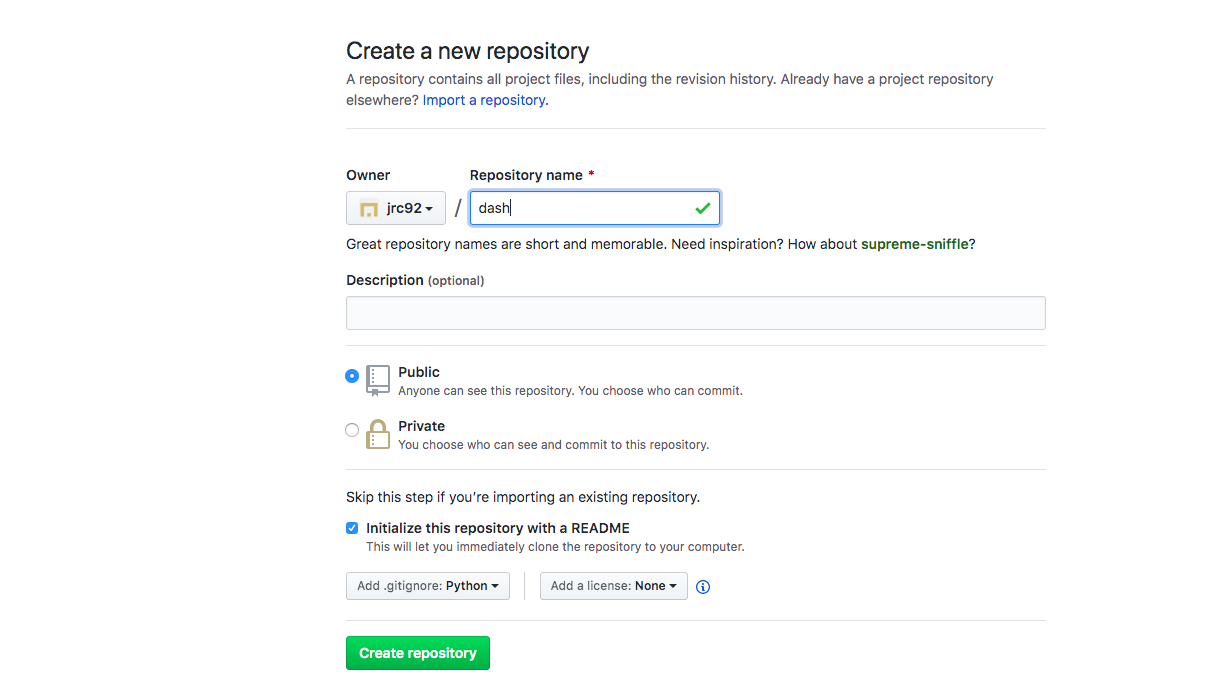 Create a new repository
A repository contains all project files, including the revision history. Already have a project repository
elsewhere? Import a repository.
Owner
Repository name *
jrc92 / dash
Great repository names are short and memorable. Need inspiration? How about supreme-sniffle?
Description (optional)
Public
Anyone can see this repository. You choose who can commit.
Private
You choose who can see and commit to this repository.
Skip this step if you’re importing an existing repository.
Initialize this repository with a README
This will let you immediately clone the repository to your computer.
Add .gitignore: Python
Add a license: None
Create repository